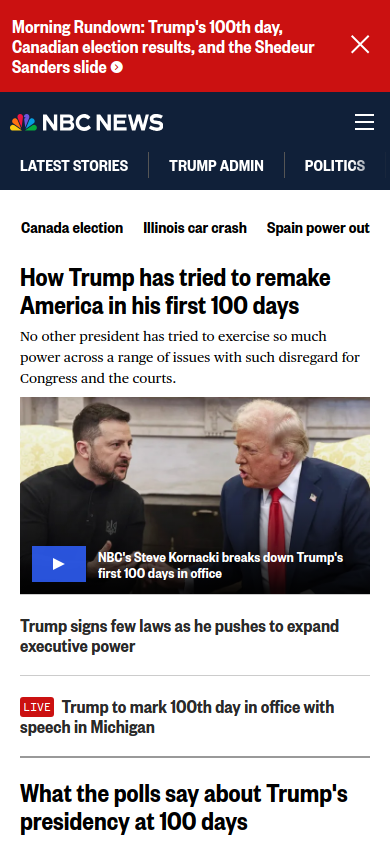 Morning Rundown: Trump's 100th day,
Canadian election results, and the Shedeur
Sanders slide
NBC NEWS
LATEST STORIES
TRUMP ADMIN
POLITICS
Canada election
Illinois car crash
Spain power out
How Trump has tried to remake
America in his first 100 days
No other president has tried to exercise so much
power across a range of issues with such disregard for
Congress and the courts.
NBC's Steve Kornacki breaks down Trump's
first 100 days in office
Trump signs few laws as he pushes to expand
executive power
LIVE Trump to mark 100th day in office with
speech in Michigan
What the polls say about Trump's
presidency at 100 days